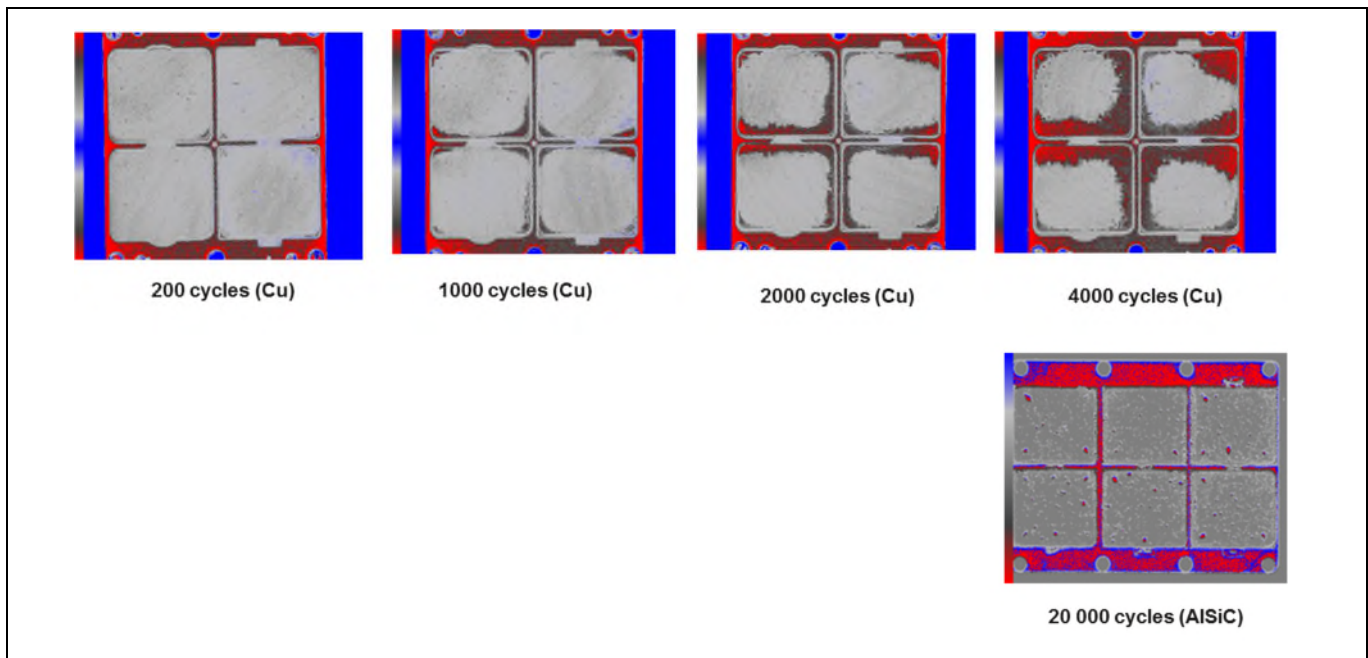 200 cycles (Cu)
1000 cycles (Cu)
2000 cycles (Cu)
4000 cycles (Cu)
20 000 cycles (AlSiC)